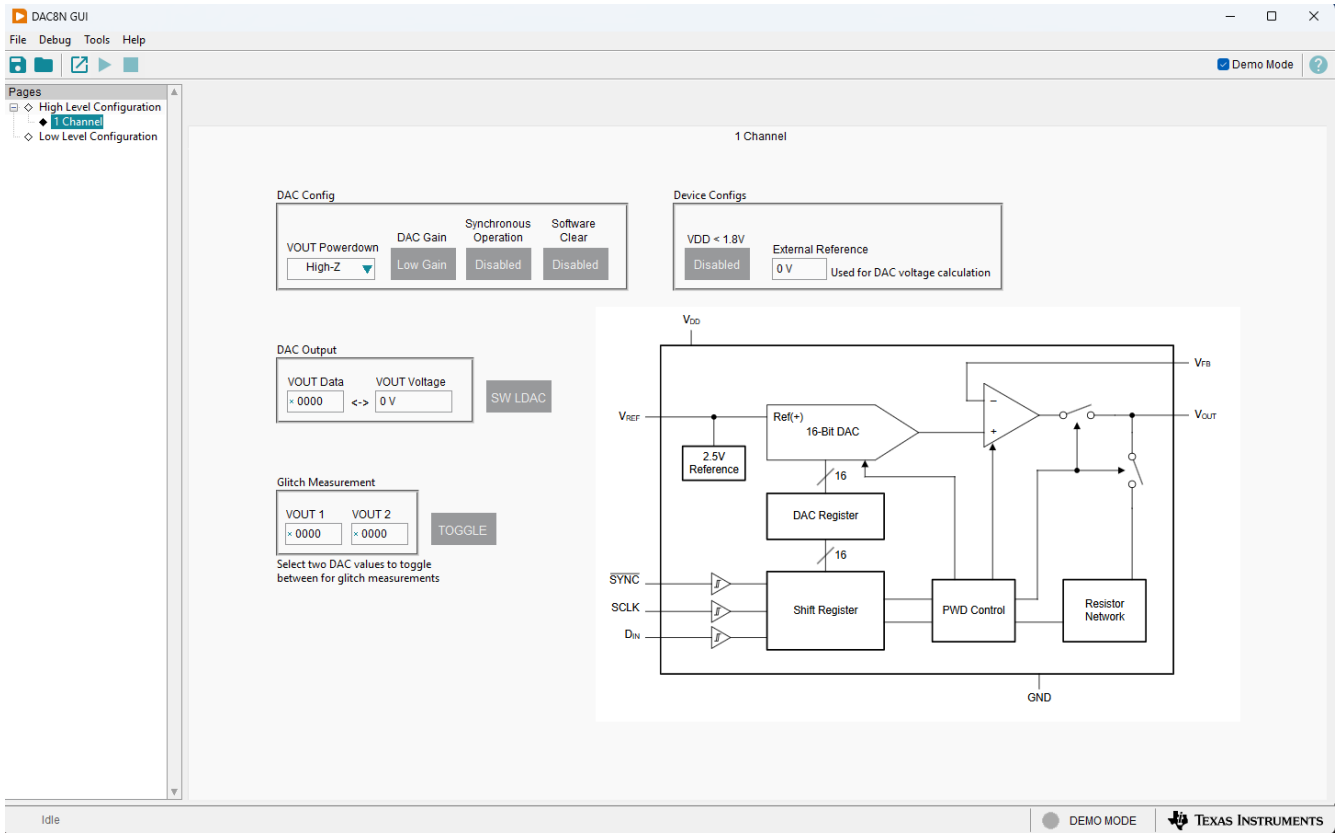 DAC8N GUI
File Debug Tools Help
Demo Mode
Pages
High Level Configuration
1 Channel
Low Level Configuration
1 Channel
DAC Config
VOUT Powerdown
High-Z
DAC Gain
Low Gain
Synchronous
Operation
Disabled
Software
Clear
Disabled
Device Configs
VDD < 1.8V
Disabled
External Reference
0 V
Used for DAC voltage calculation
DAC Output
VOUT Data
× 0000
<->
VOUT Voltage
0 V
SW LDAC
Glitch Measurement
VOUT 1
× 0000
VOUT 2
× 0000
TOGGLE
Select two DAC values to toggle
between for glitch measurements
VDD
VFB
VREF
Ref(+)
16-Bit DAC
−
+
VOUT
2.5V
Reference
16
DAC Register
16
SYNC
SCLK
DIN
Shift Register
PWD Control
Resistor
Network
GND
Idle
DEMO MODE
TEXAS INSTRUMENTS